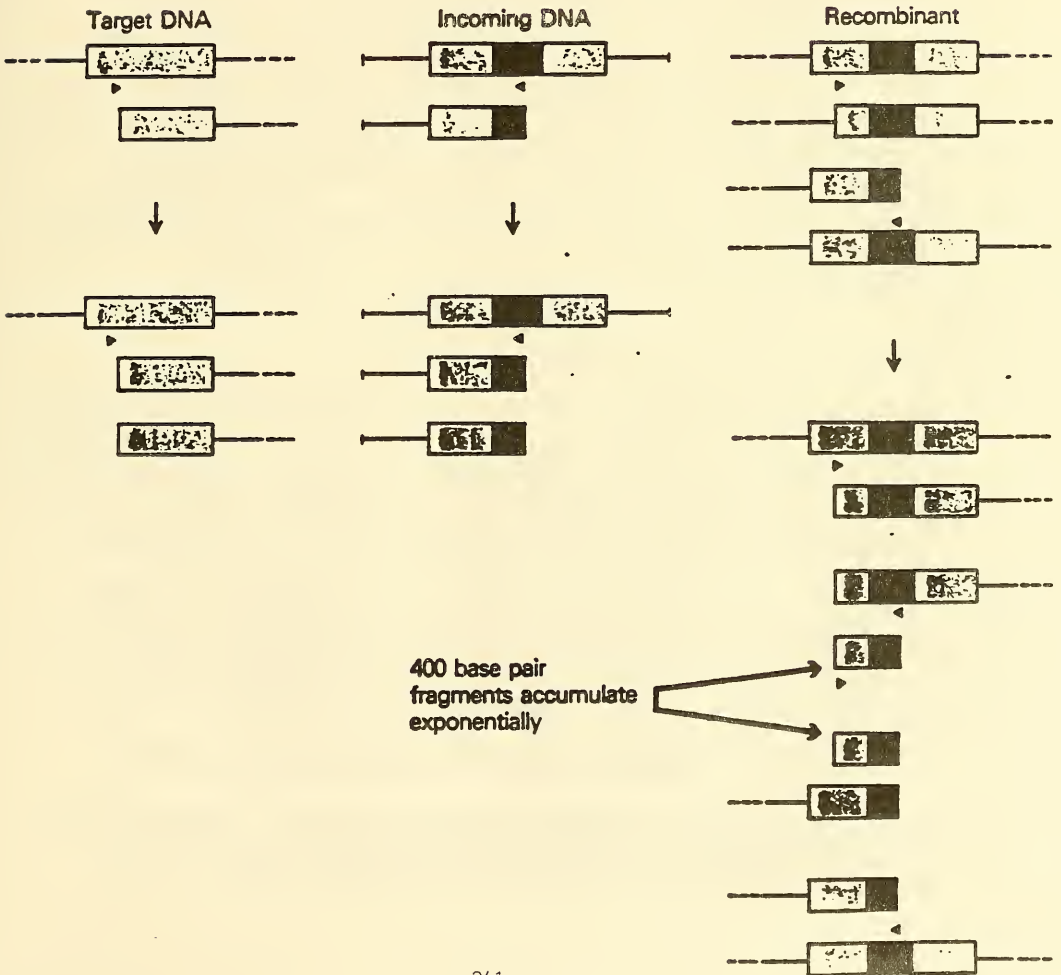 Target DNA
Incoming DNA
Recombinant
400 base pair
fragments accumulate
exponentially